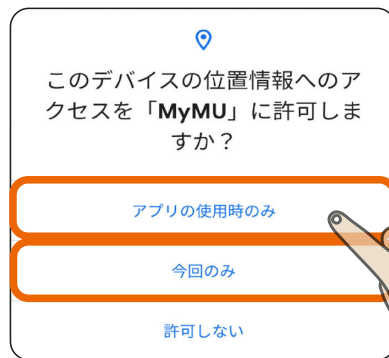 このデバイスの位置情報へのア
クセスを「MyMU」に許可しま
すか？
アプリの使用時のみ
今回のみ
許可しない